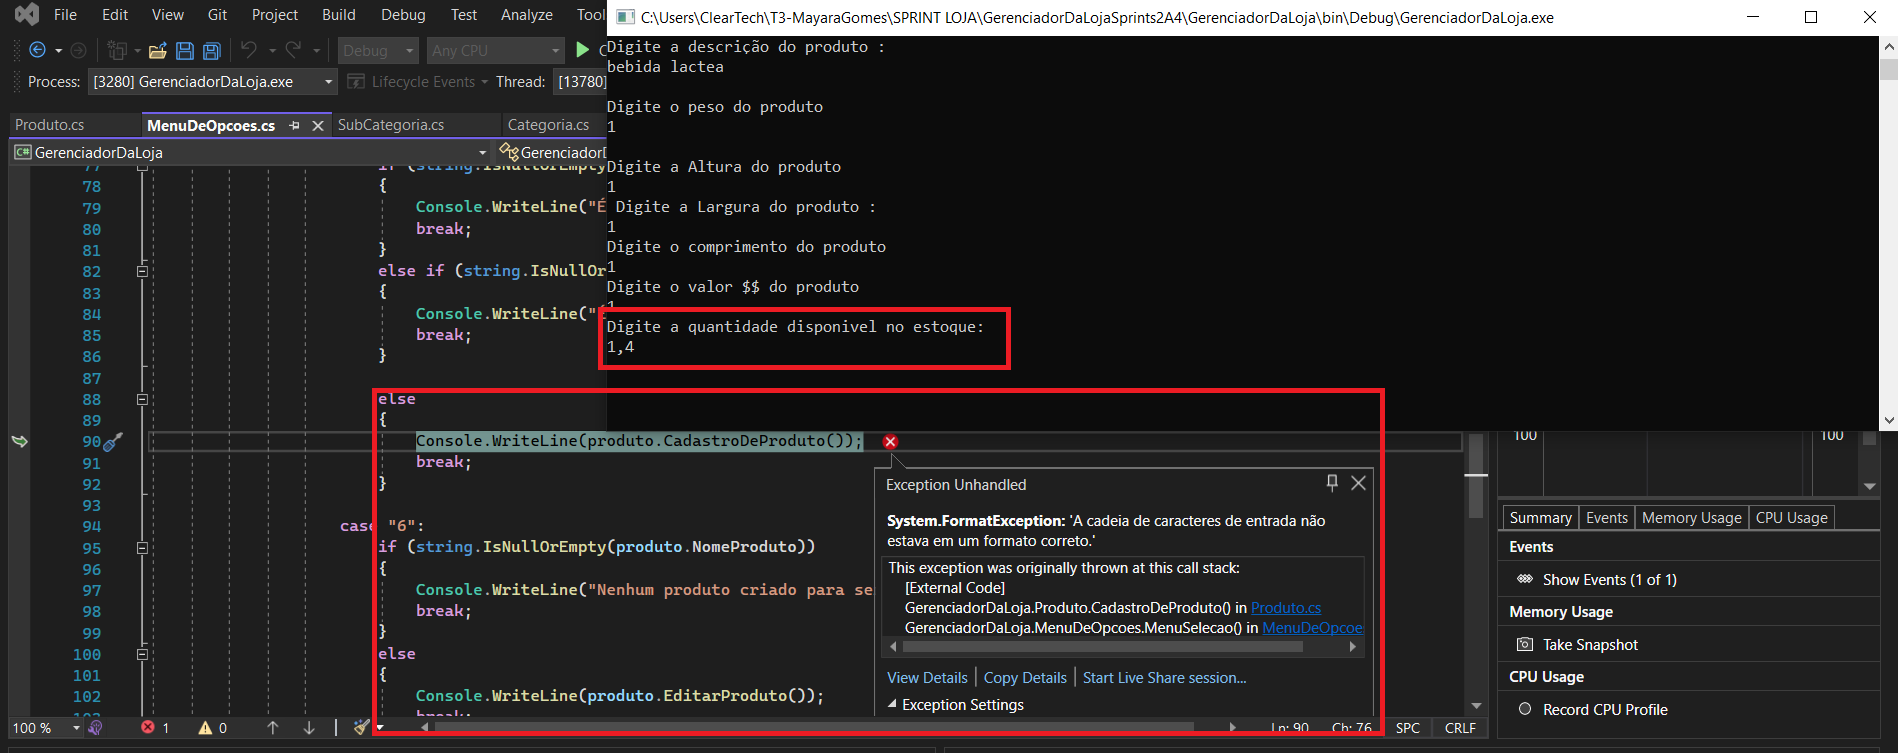 File Edit View Git Project Build Debug Test Analyze Tool
C:\Users\ClearTech\T3-MayaraGomes\SPRINT LOJA\GerenciadorDaLojaSprints2A4\GerenciadorDaLoja\bin\Debug\GerenciadorDaLoja.exe
Debug Any CPU
Process: [3280] GerenciadorDaLoja.exe Lifecycle Events Thread: [13780]
Produto.cs MenuDeOpcoes.cs SubCategoria.cs Categoria.cs
C# GerenciadorDaLoja GerenciadorD
Digite a descrição do produto :
bebida lactea
Digite o peso do produto
1
Digite a Altura do produto
1
Digite a Largura do produto :
1
Digite o comprimento do produto
1
Digite o valor $$ do produto
1
Digite a quantidade disponivel no estoque:
1,4
77 if (string.IsNullOrEmpty
78 {
79 Console.WriteLine("É
80 break;
81 }
82 else if (string.IsNullOr
83 {
84 Console.WriteLine("
85 break;
86 }
87
88 else
89 {
90 Console.WriteLine(produto.CadastroDeProduto());
91 break;
92 }
93
94 case "6":
95 if (string.IsNullOrEmpty(produto.NomeProduto))
96 {
97 Console.WriteLine("Nenhum produto criado para se
98 break;
99 }
100 else
101 {
102 Console.WriteLine(produto.EditarProduto());
Exception Unhandled
System.FormatException: 'A cadeia de caracteres de entrada não
estava em um formato correto.'
This exception was originally thrown at this call stack:
[External Code]
GerenciadorDaLoja.Produto.CadastroDeProduto() in Produto.cs
GerenciadorDaLoja.MenuDeOpcoes.MenuSelecao() in MenuDeOpcoe
View Details | Copy Details | Start Live Share session...
Exception Settings
100 100
Summary Events Memory Usage CPU Usage
Events
Show Events (1 of 1)
Memory Usage
Take Snapshot
CPU Usage
Record CPU Profile
100 % 1 0 Ln: 90 Ch: 76 SPC CRLF